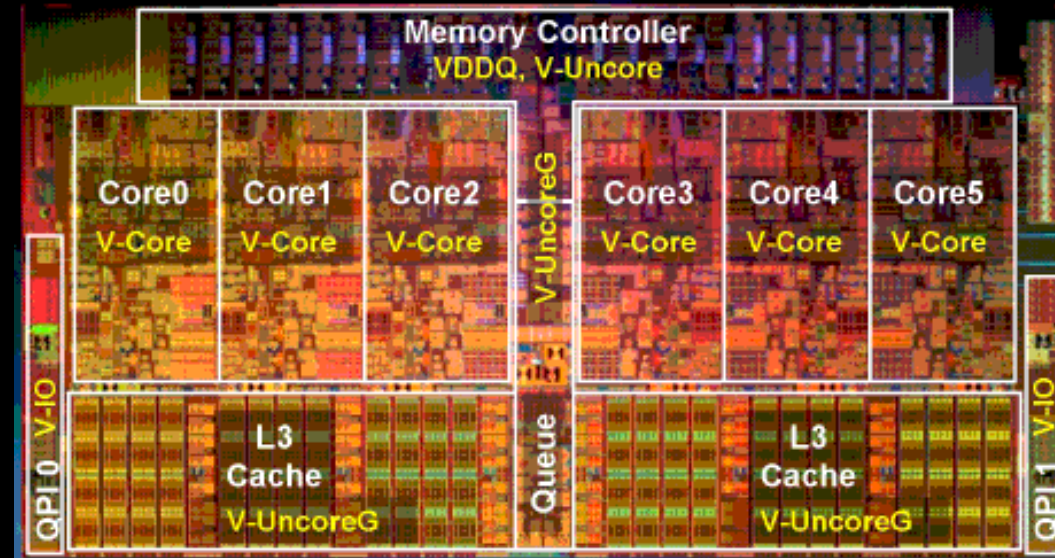 Memory Controller
VDDQ, V-Uncore
Core0
V-Core
Core1
V-Core
Core2
V-Core
V-UncoreG
Core3
V-Core
Core4
V-Core
Core5
V-Core
QPI 0 V-IO
L3
Cache
V-UncoreG
Queue
L3
Cache
V-UncoreG
QPI 1 V-IO